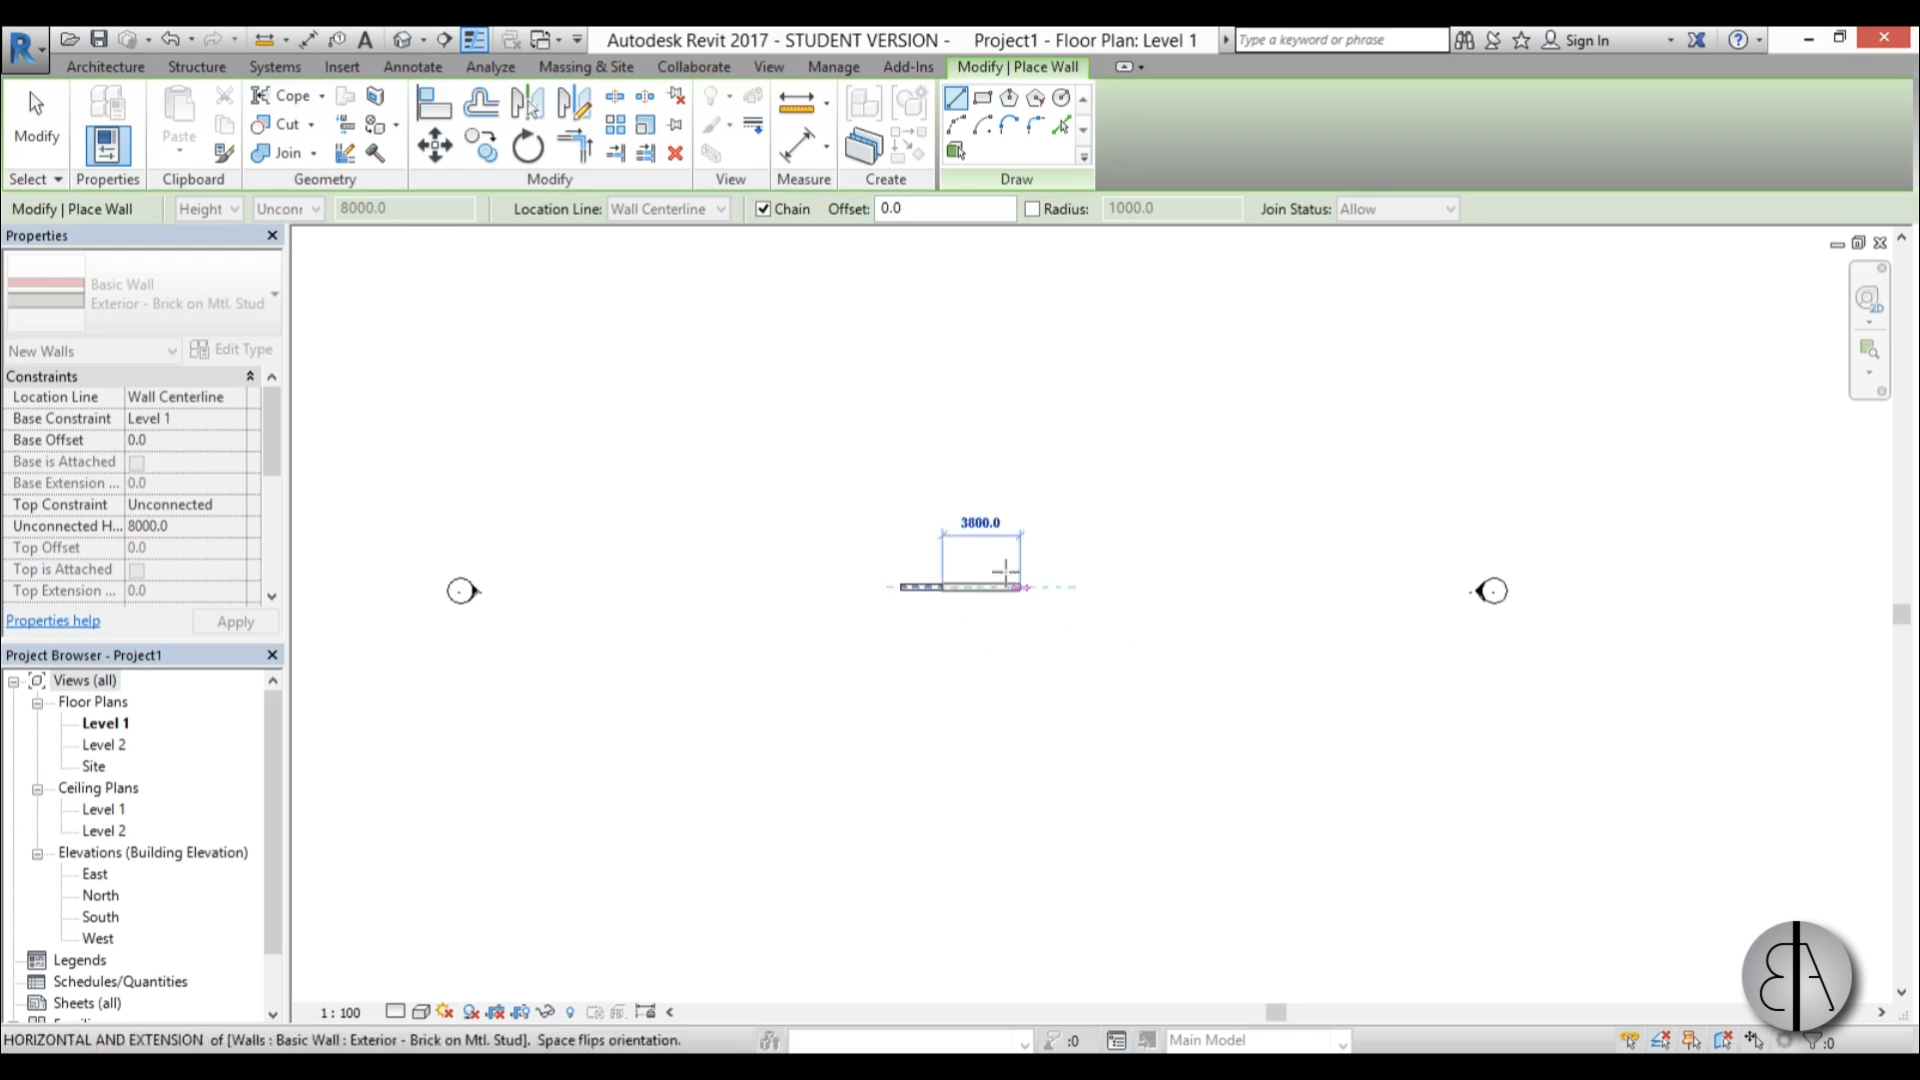 Autodesk Revit 2017 - STUDENT VERSION - Project1 - Floor Plan: Level 1
Type a keyword or phrase
Sign In
Architecture Structure Systems Insert Annotate Analyze Massing & Site Collaborate View Manage Add-Ins Modify | Place Wall
Modify
Paste
Cope
Cut
Join
Select Properties Clipboard Geometry Modify View Measure Create Draw
Modify | Place Wall Height Unconr 8000.0 Location Line: Wall Centerline Chain Offset: 0.0 Radius: 1000.0 Join Status: Allow
Properties
Basic Wall
Exterior - Brick on Mtl. Stud
New Walls Edit Type
Constraints
Location Line Wall Centerline
Base Constraint Level 1
Base Offset 0.0
Base is Attached
Base Extension ... 0.0
Top Constraint Unconnected
Unconnected H... 8000.0
Top Offset 0.0
Top is Attached
Top Extension ... 0.0
Properties help Apply
Project Browser - Project1
Views (all)
Floor Plans
Level 1
Level 2
Site
Ceiling Plans
Level 1
Level 2
Elevations (Building Elevation)
East
North
South
West
Legends
Schedules/Quantities
Sheets (all)
3800.0
2D
1 : 100
HORIZONTAL AND EXTENSION of [Walls : Basic Wall : Exterior - Brick on Mtl. Stud]. Space flips orientation.
:0
Main Model
:0